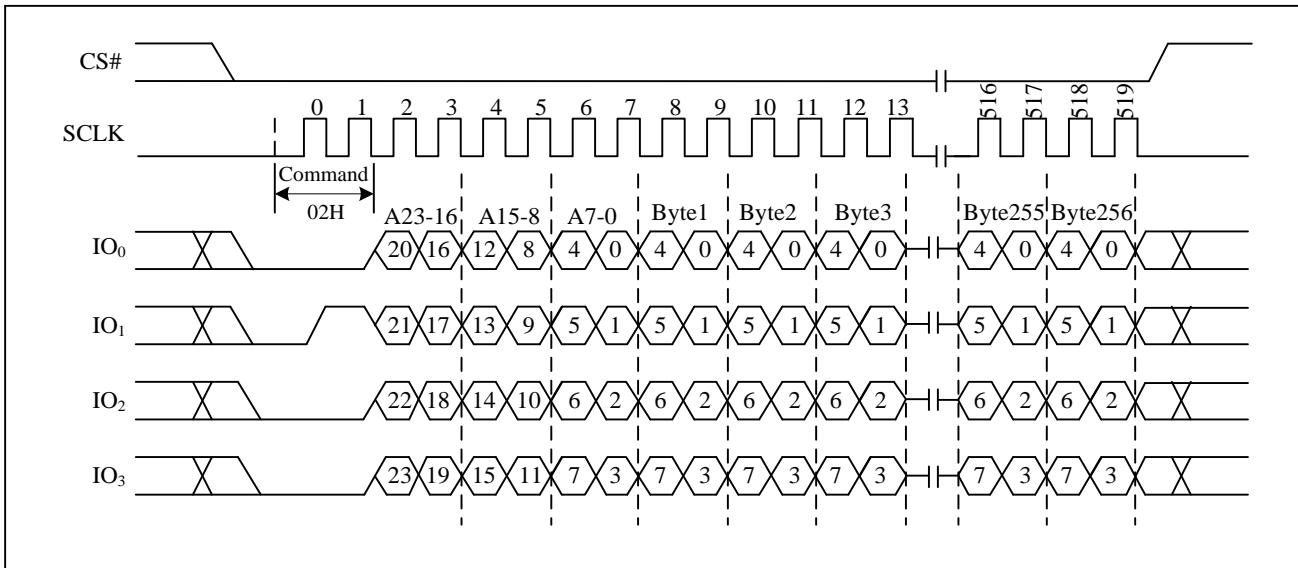 CS#
SCLK
0 1 2 3 4 5 6 7 8 9 10 11 12 13 516 517 518 519
Command
02H
A23-16 A15-8 A7-0 Byte1 Byte2 Byte3 Byte255 Byte256
IO₀ 20 16 12 8 4 0 4 0 4 0 4 0 4 0 4 0
IO₁ 21 17 13 9 5 1 5 1 5 1 5 1 5 1 5 1
IO₂ 22 18 14 10 6 2 6 2 6 2 6 2 6 2 6 2
IO₃ 23 19 15 11 7 3 7 3 7 3 7 3 7 3 7 3